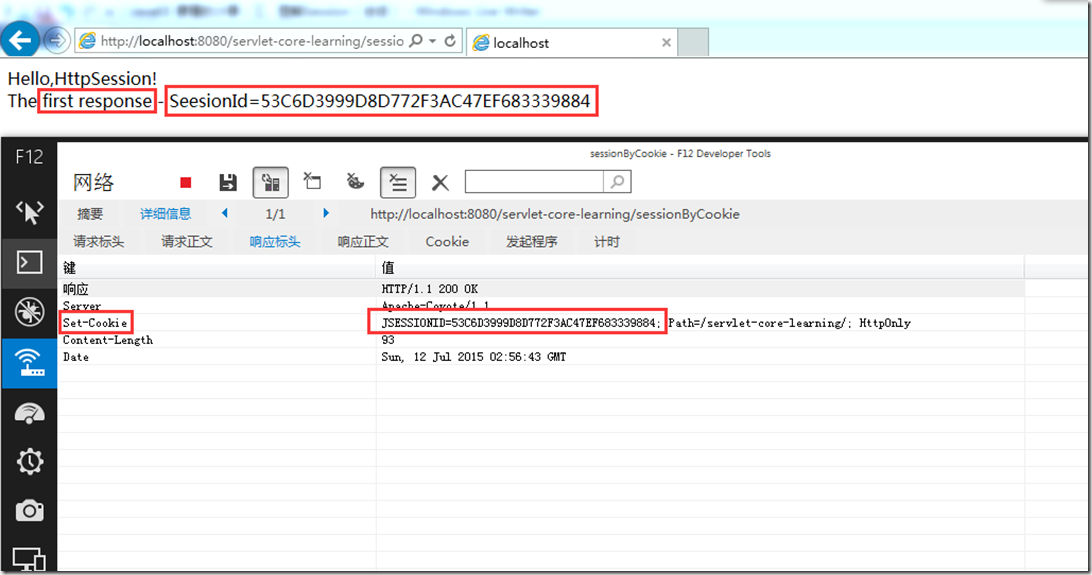 http://localhost:8080/servlet-core-learning/sessio
localhost
Hello,HttpSession!
The first response - SeesionId=53C6D3999D8D772F3AC47EF683339884
F12
sessionByCookie - F12 Developer Tools
网络
摘要 详细信息 1/1 http://localhost:8080/servlet-core-learning/sessionByCookie
请求标头 请求正文 响应标头 响应正文 Cookie 发起程序 计时
键 值
响应 HTTP/1.1 200 OK
Server Apache-Coyote/1.1
Set-Cookie JSESSIONID=53C6D3999D8D772F3AC47EF683339884; Path=/servlet-core-learning/; HttpOnly
Content-Length 93
Date Sun, 12 Jul 2015 02:56:43 GMT